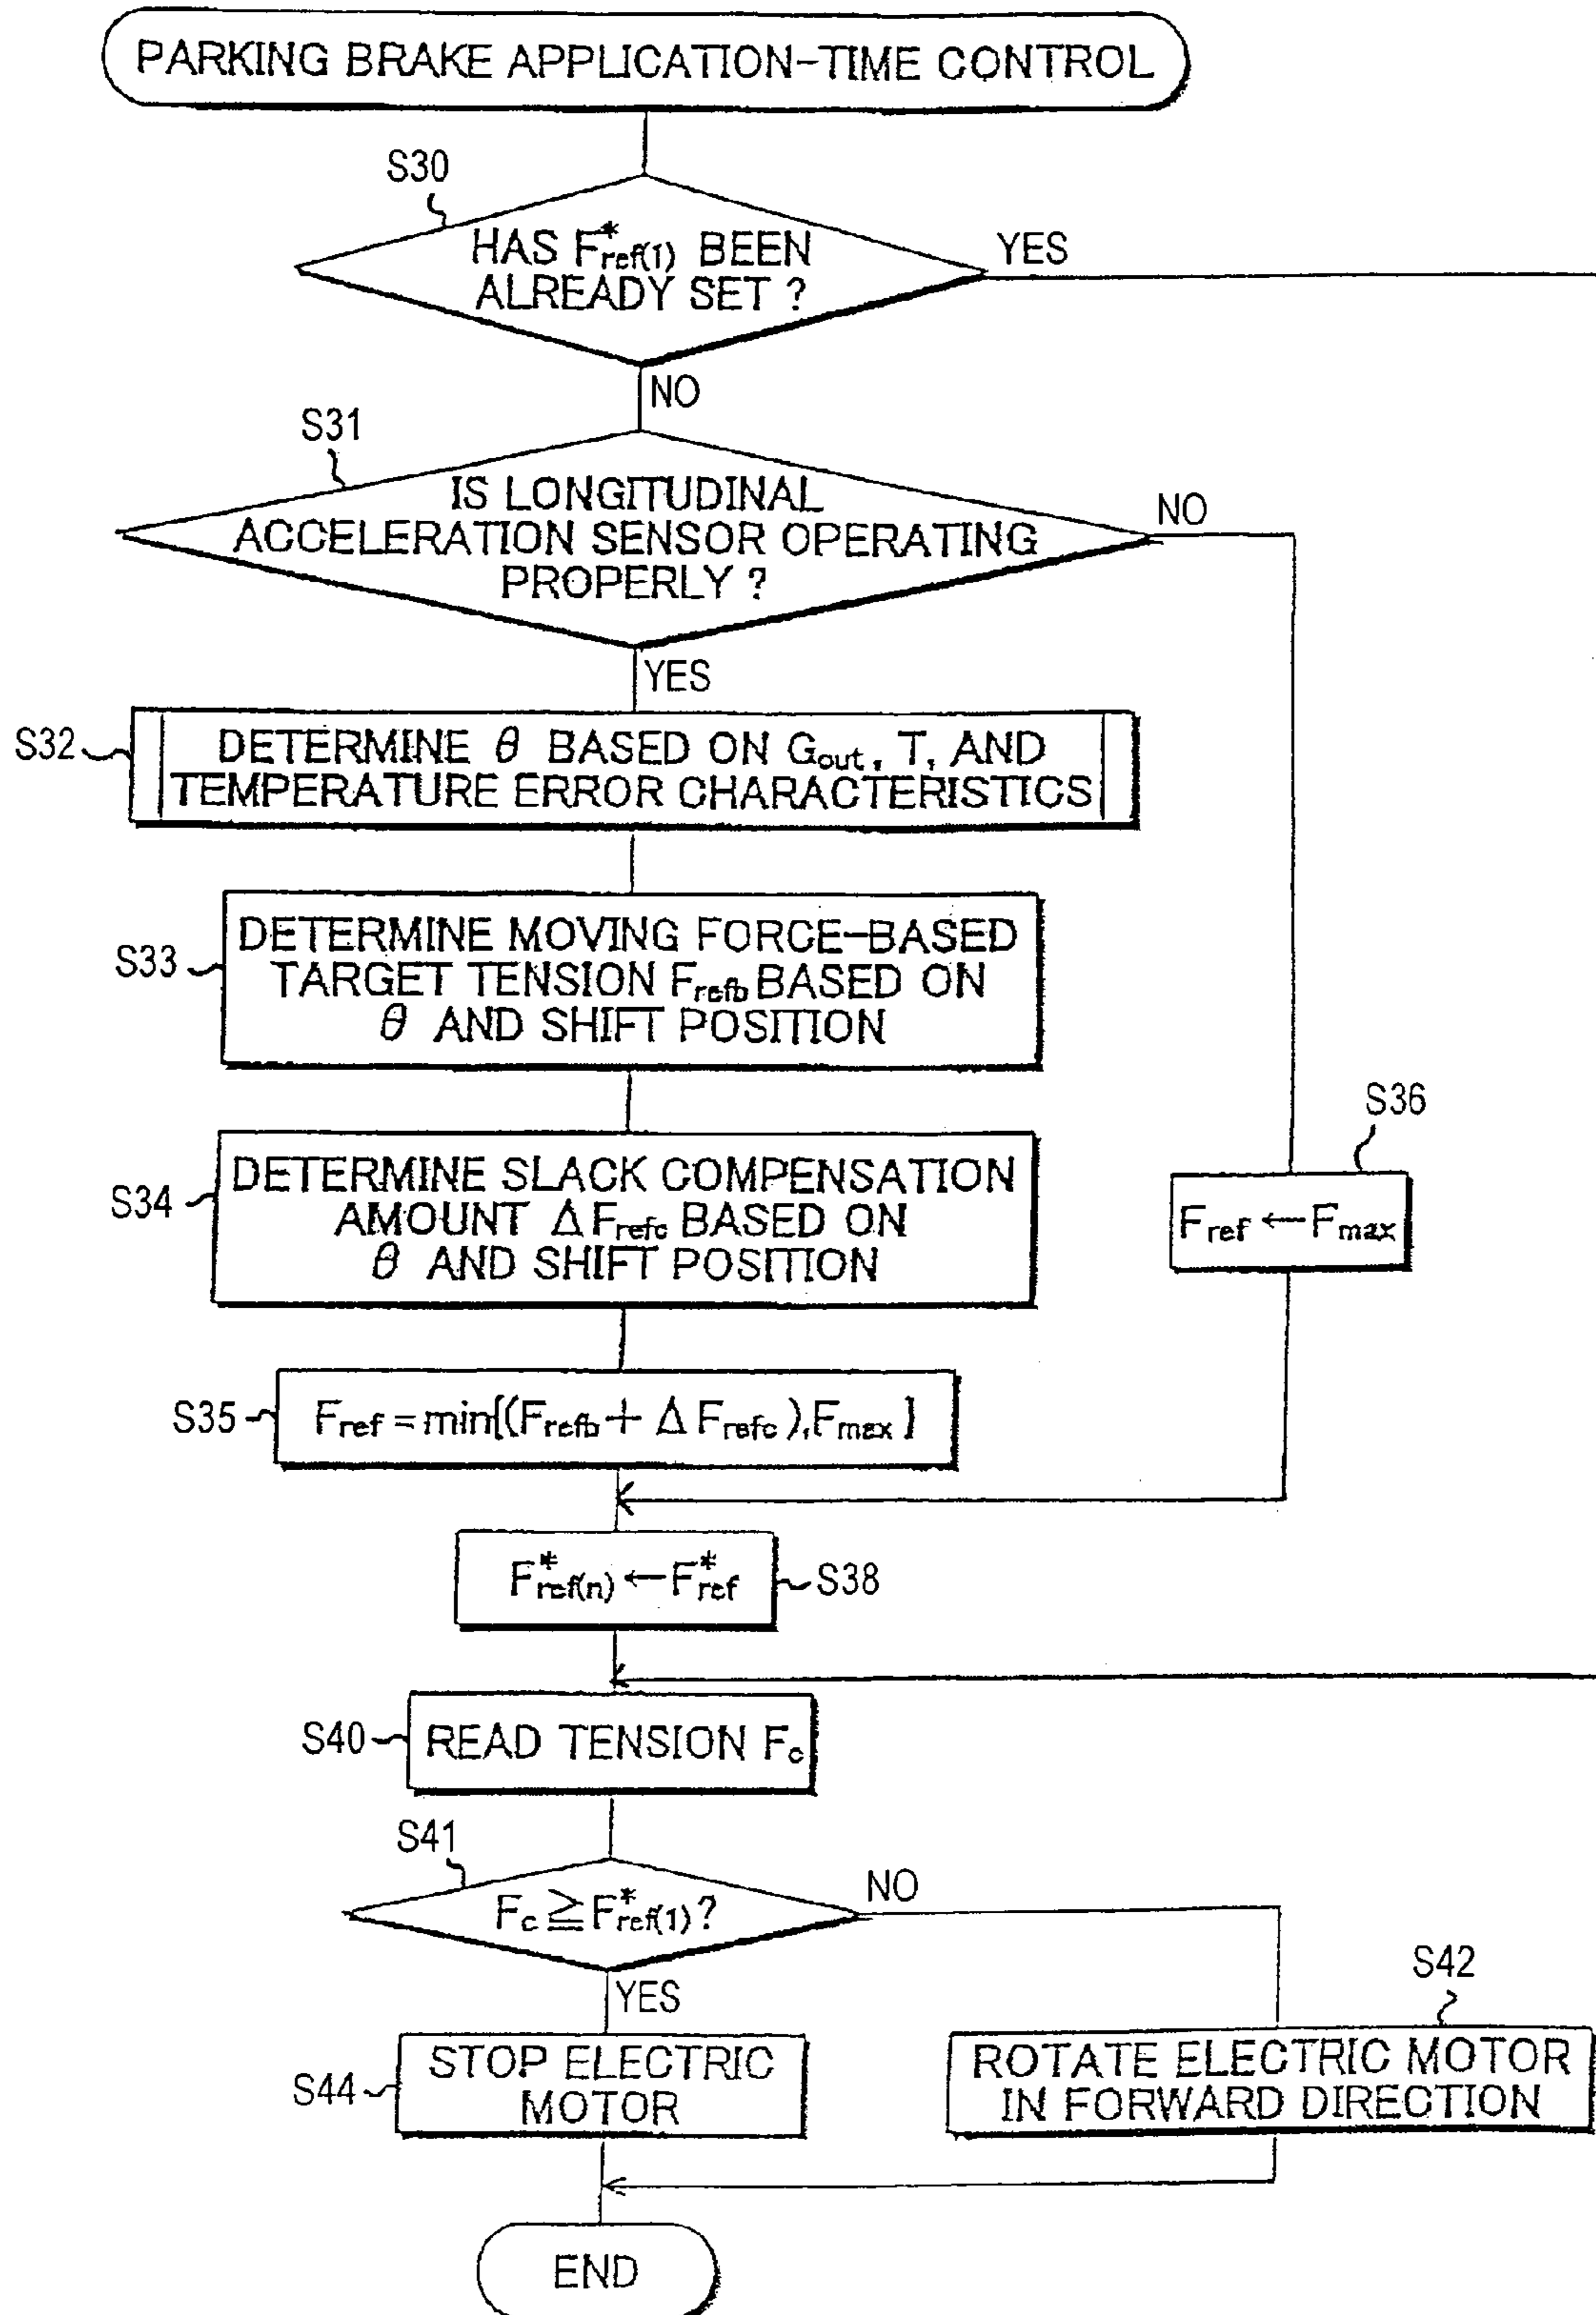 PARKING BRAKE APPLICATION-TIME CONTROL
S30
HAS F*ref(1) BEEN
ALREADY SET ?
YES
NO
S31
IS LONGITUDINAL
ACCELERATION SENSOR OPERATING
PROPERLY ?
NO
YES
S32
DETERMINE θ BASED ON Gout, T, AND
TEMPERATURE ERROR CHARACTERISTICS
S33
DETERMINE MOVING FORCE-BASED
TARGET TENSION Frefb BASED ON
θ AND SHIFT POSITION
S34
DETERMINE SLACK COMPENSATION
AMOUNT Δ Frefc BASED ON
θ AND SHIFT POSITION
S36
Fref ← Fmax
S35
Fref = min[(Frefb + Δ Frefc ), Fmax ]
F*ref(n) ← F*ref
S38
S40
READ TENSION Fc
S41
Fc ≧ F*ref(1)?
NO
YES
S42
S44
STOP ELECTRIC
MOTOR
ROTATE ELECTRIC MOTOR
IN FORWARD DIRECTION
END